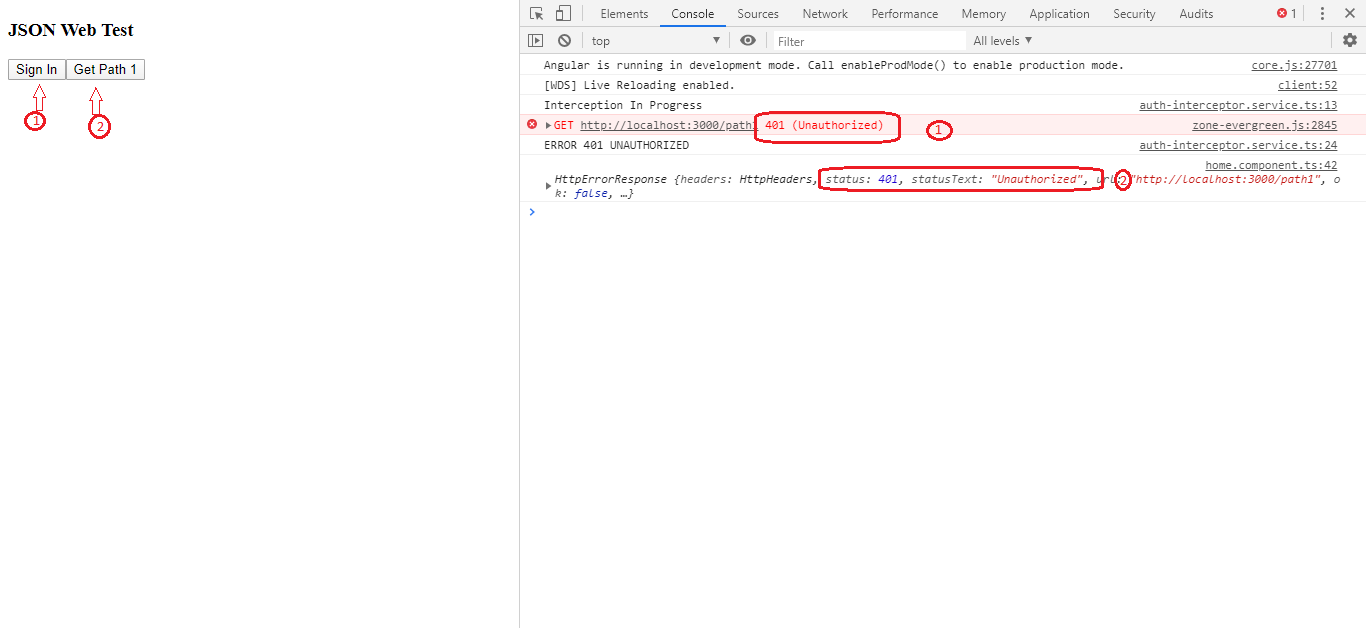 JSON Web Test
Sign In Get Path 1
1
2
Elements Console Sources Network Performance Memory Application Security Audits 1
top Filter All levels
Angular is running in development mode. Call enableProdMode() to enable production mode. core.js:27701
[WDS] Live Reloading enabled. client:52
Interception In Progress auth-interceptor.service.ts:13
GET http://localhost:3000/path1 401 (Unauthorized) 1 zone-evergreen.js:2845
ERROR 401 UNAUTHORIZED auth-interceptor.service.ts:24
home.component.ts:42
HttpErrorResponse {headers: HttpHeaders, status: 401, statusText: "Unauthorized", url: 2 "http://localhost:3000/path1", o
k: false, …}